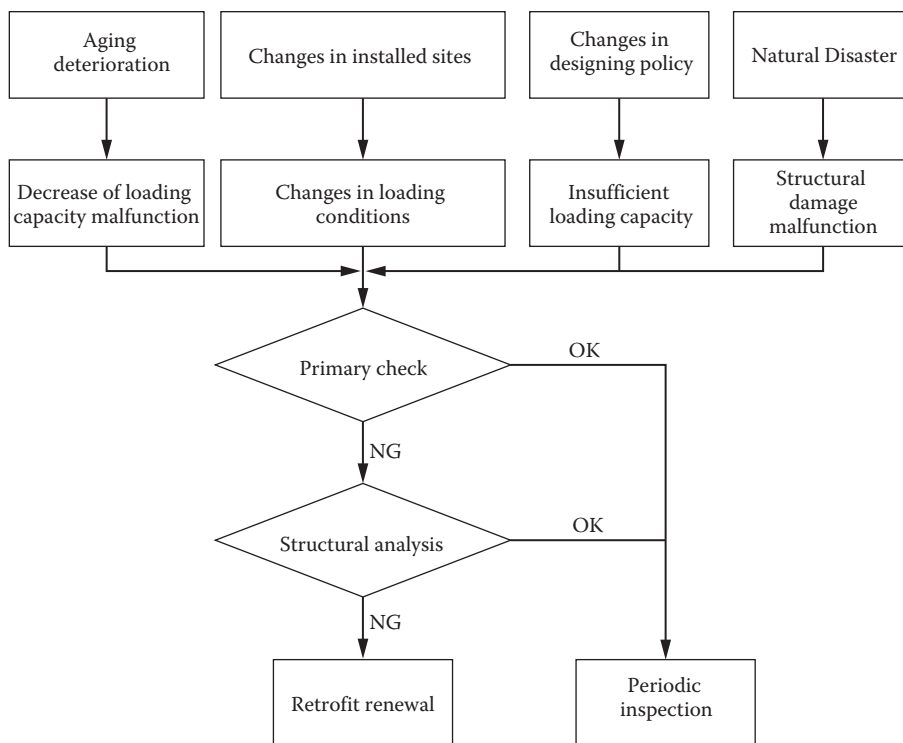 Aging
deterioration
Changes in installed sites
Changes in
designing policy
Natural Disaster
Decrease of loading
capacity malfunction
Changes in loading
conditions
Insufficient
loading capacity
Structural
damage
malfunction
Primary check
OK
NG
Structural analysis
OK
NG
Retrofit renewal
Periodic
inspection